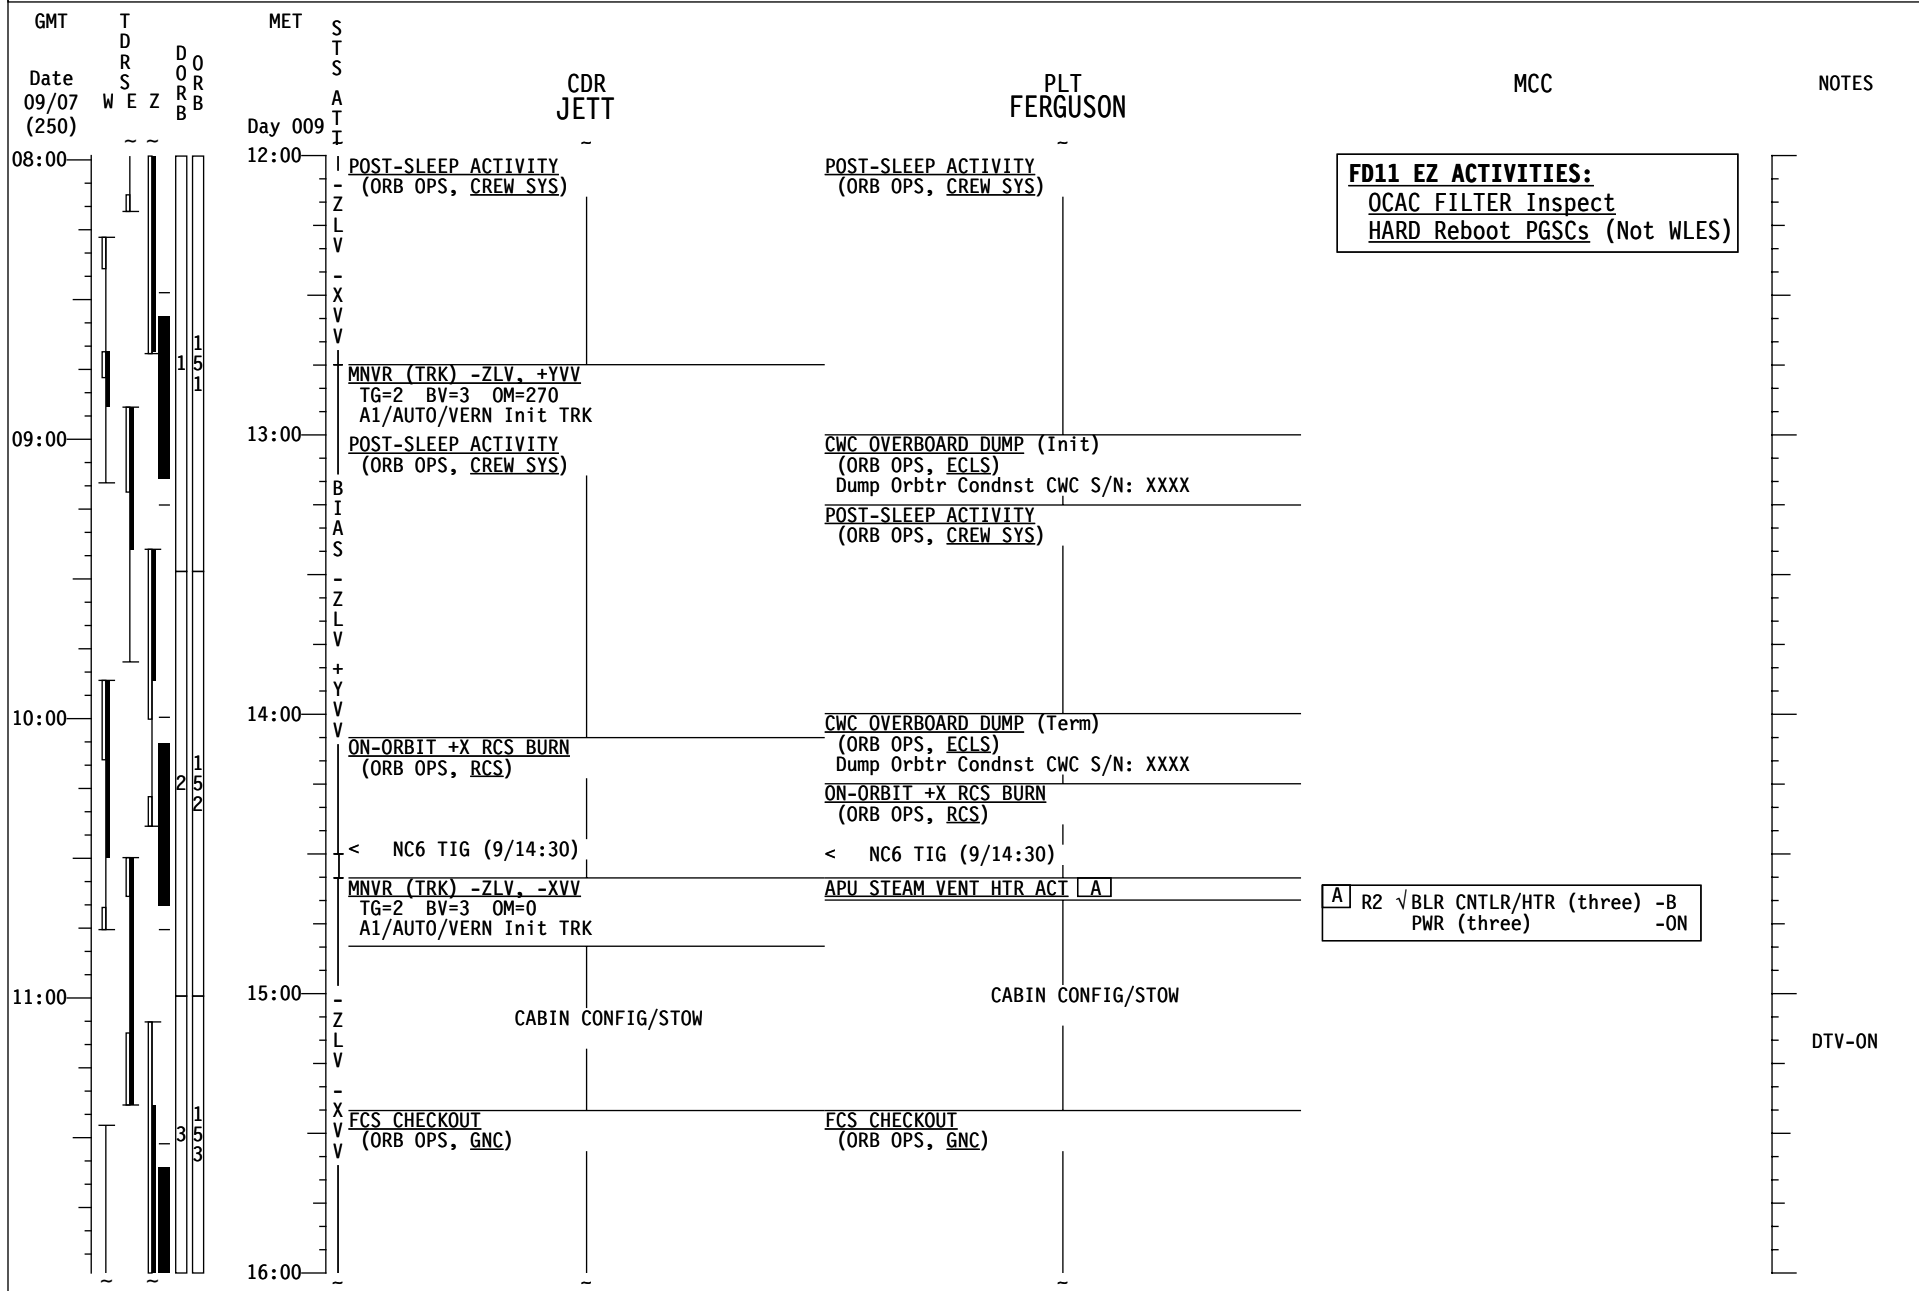 GMT
TDRS
MET
STS ATT
Date
09/07
(250)
W E Z
DORB
ORB
Day 009
CDR
JETT
PLT
FERGUSON
MCC
NOTES
~ ~ ~ ~
08:00
12:00
POST-SLEEP ACTIVITY
(ORB OPS, CREW SYS)
POST-SLEEP ACTIVITY
(ORB OPS, CREW SYS)
FD11 EZ ACTIVITIES:
OCAC FILTER Inspect
HARD Reboot PGSCs (Not WLES)
-ZLV -XVV
1
151
MNVR (TRK) -ZLV, +YVV
TG=2 BV=3 OM=270
A1/AUTO/VERN Init TRK
09:00
13:00
POST-SLEEP ACTIVITY
(ORB OPS, CREW SYS)
CWC OVERBOARD DUMP (Init)
(ORB OPS, ECLS)
Dump Orbtr Condnst CWC S/N: XXXX
POST-SLEEP ACTIVITY
(ORB OPS, CREW SYS)
BIAS -ZLV +YVV
10:00
14:00
CWC OVERBOARD DUMP (Term)
(ORB OPS, ECLS)
Dump Orbtr Condnst CWC S/N: XXXX
ON-ORBIT +X RCS BURN
(ORB OPS, RCS)
2
152
ON-ORBIT +X RCS BURN
(ORB OPS, RCS)
< NC6 TIG (9/14:30)
< NC6 TIG (9/14:30)
MNVR (TRK) -ZLV, -XVV
TG=2 BV=3 OM=0
A1/AUTO/VERN Init TRK
APU STEAM VENT HTR ACT A
A R2 √BLR CNTLR/HTR (three) -B
PWR (three) -ON
11:00
15:00
-ZLV -XVV
CABIN CONFIG/STOW
CABIN CONFIG/STOW
DTV-ON
3
153
FCS CHECKOUT
(ORB OPS, GNC)
FCS CHECKOUT
(ORB OPS, GNC)
16:00
~ ~ ~ ~ ~